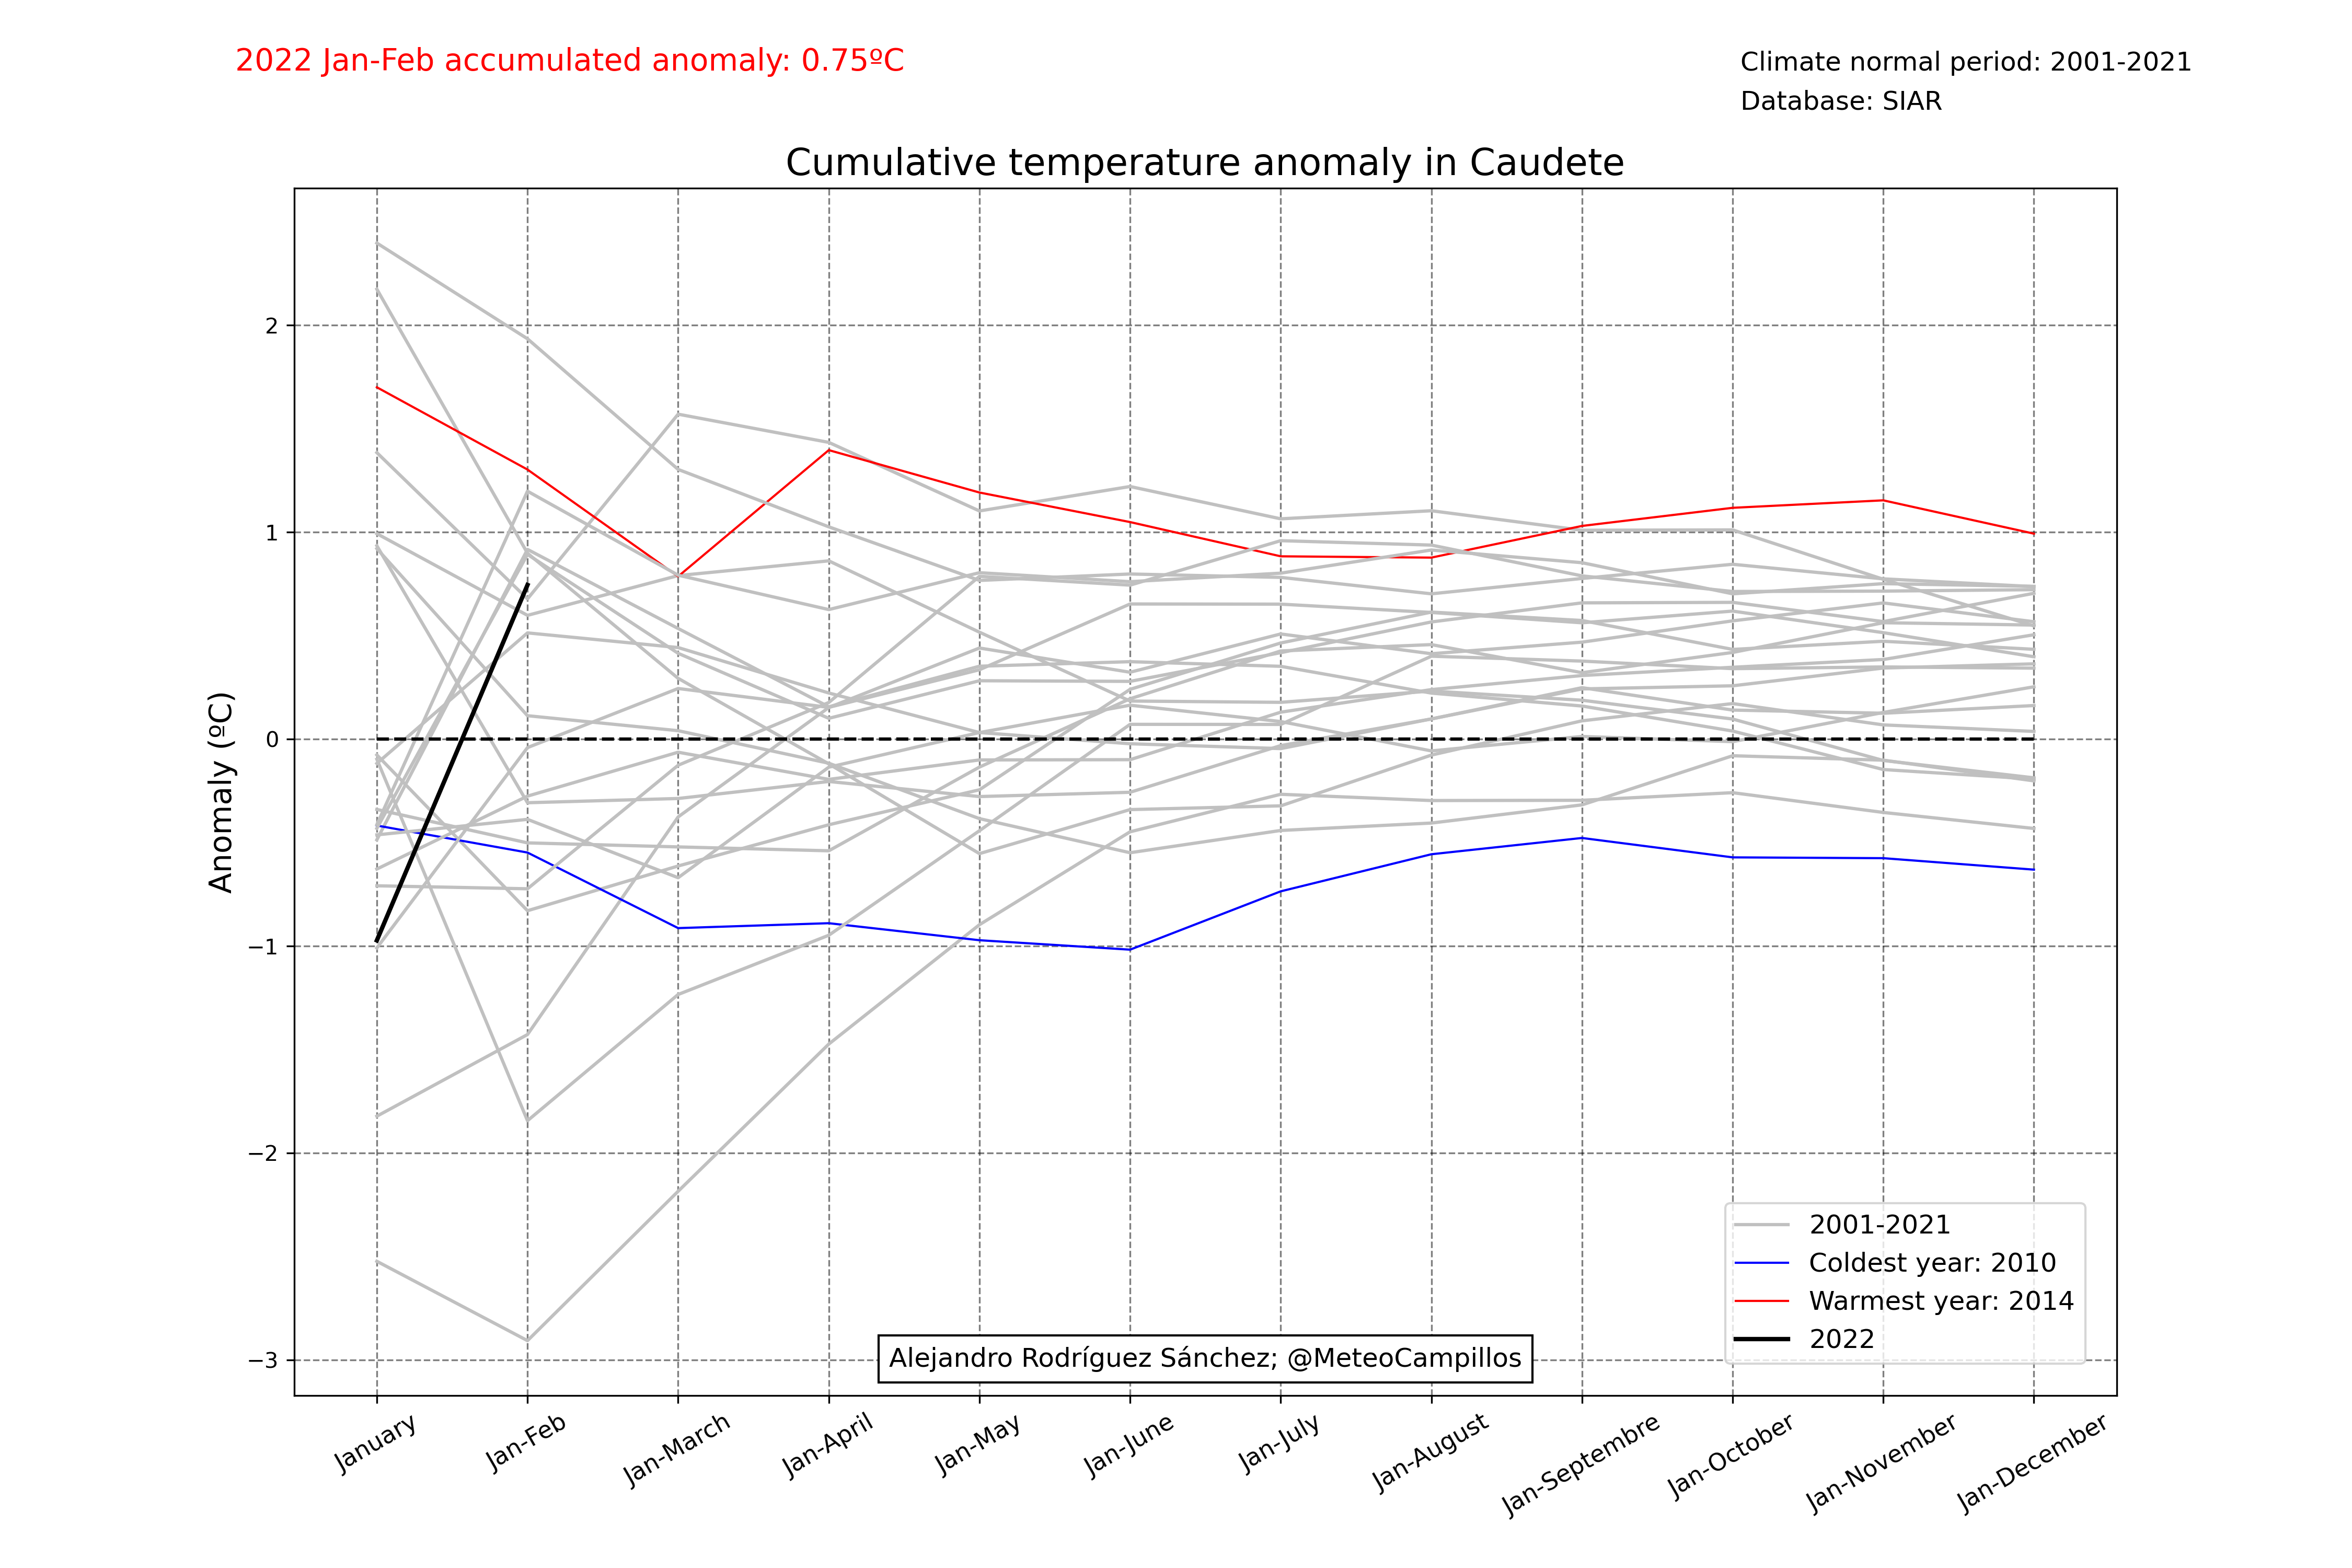 2022 Jan-Feb accumulated anomaly: 0.75ºC
Climate normal period: 2001-2021
Database: SIAR
Cumulative temperature anomaly in Caudete
Anomaly (ºC)
2
1
0
−1
−2
−3
2001-2021
Coldest year: 2010
Warmest year: 2014
2022
Alejandro Rodríguez Sánchez; @MeteoCampillos
January
Jan-Feb
Jan-March
Jan-April
Jan-May
Jan-June
Jan-July
Jan-August
Jan-Septembre
Jan-October
Jan-November
Jan-December